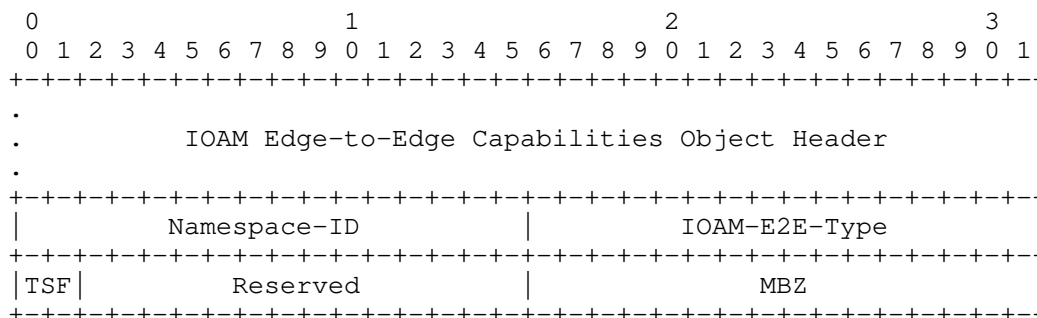 0                   1                   2                   3
 0 1 2 3 4 5 6 7 8 9 0 1 2 3 4 5 6 7 8 9 0 1 2 3 4 5 6 7 8 9 0 1
+-+-+-+-+-+-+-+-+-+-+-+-+-+-+-+-+-+-+-+-+-+-+-+-+-+-+-+-+-+-+-+-
.
.          IOAM Edge-to-Edge Capabilities Object Header
.
+-+-+-+-+-+-+-+-+-+-+-+-+-+-+-+-+-+-+-+-+-+-+-+-+-+-+-+-+-+-+-+-
|         Namespace-ID          |         IOAM-E2E-Type
+-+-+-+-+-+-+-+-+-+-+-+-+-+-+-+-+-+-+-+-+-+-+-+-+-+-+-+-+-+-+-+-
|TSF|         Reserved          |               MBZ
+-+-+-+-+-+-+-+-+-+-+-+-+-+-+-+-+-+-+-+-+-+-+-+-+-+-+-+-+-+-+-+-